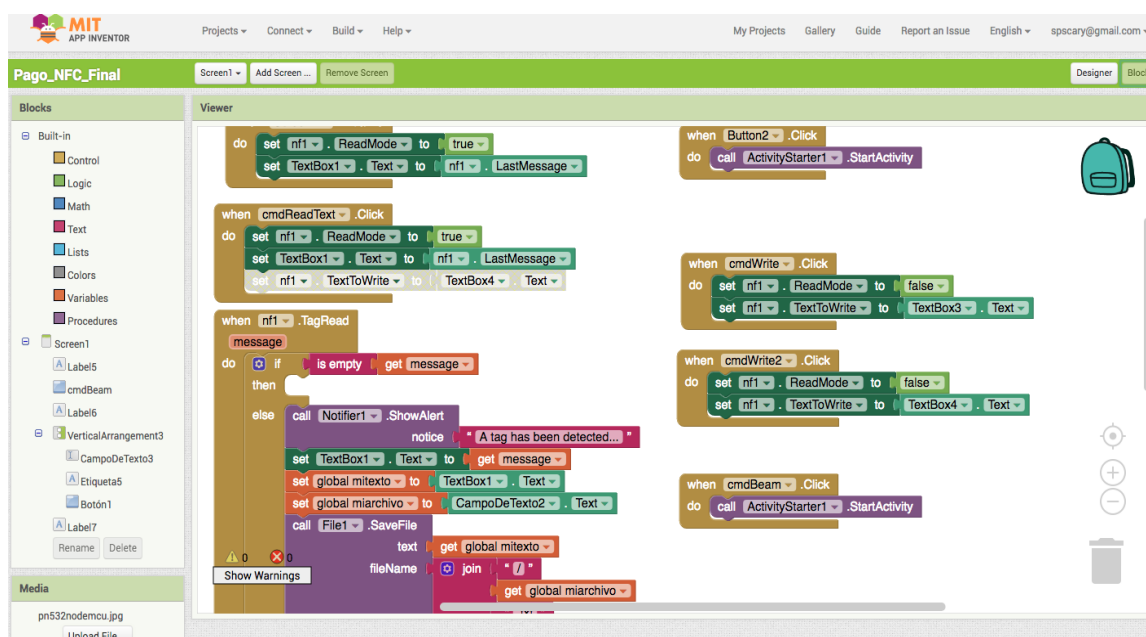 MIT
APP INVENTOR
Projects Connect Build Help My Projects Gallery Guide Report an Issue English spscary@gmail.com
Pago_NFC_Final Screen1 Add Screen ... Remove Screen Designer
Blocks Viewer
Built-in
Control
Logic
Math
Text
Lists
Colors
Variables
Procedures
Screen1
Label5
cmdBeam
Label6
VerticalArrangement3
CampoDeTexto3
Etiqueta5
Botón1
Label7
Rename Delete
Media
pn532nodemcu.jpg
Upload File
do set nf1 . ReadMode to true
set TextBox1 . Text to nf1 . LastMessage
when cmdReadText .Click
do set nf1 . ReadMode to true
set TextBox1 . Text to nf1 . LastMessage
set nf1 . TextToWrite to TextBox4 . Text
when nf1 .TagRead
message
do if is empty get message
then
else call Notifier1 .ShowAlert
notice " A tag has been detected... "
set TextBox1 . Text to get message
set global mitexto to TextBox1 . Text
set global miarchivo to CampoDeTexto2 . Text
call File1 .SaveFile
text get global mitexto
fileName join " / "
get global miarchivo
0 0
Show Warnings
when Button2 .Click
do call ActivityStarter1 .StartActivity
when cmdWrite .Click
do set nf1 . ReadMode to false
set nf1 . TextToWrite to TextBox3 . Text
when cmdWrite2 .Click
do set nf1 . ReadMode to false
set nf1 . TextToWrite to TextBox4 . Text
when cmdBeam .Click
do call ActivityStarter1 .StartActivity